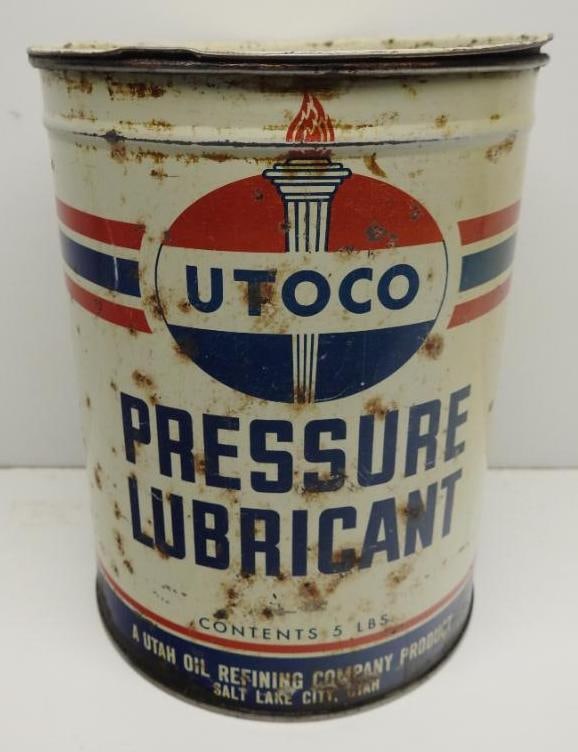 UTOCO
PRESSURE
LUBRICANT
CONTENTS 5 LBS.
A UTAH OIL REFINING COMPANY PRODUCT
SALT LAKE CITY, UTAH